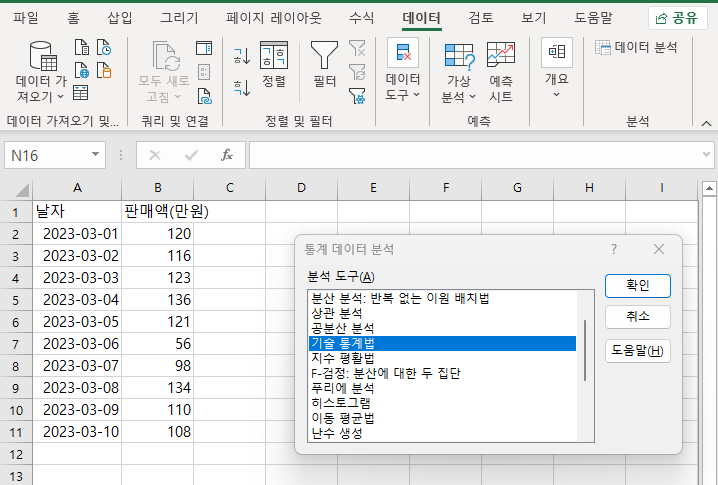 파일 홈 삽입 그리기 페이지 레이아웃 수식 데이터 검토 보기 도움말 공유
데이터 가져오기
모두 새로 고침
정렬
필터
데이터 도구
가상 분석
예측 시트
개요
데이터 분석
데이터 가져오기 및... 쿼리 및 연결 정렬 및 필터 예측 분석
N16 fx
A B C D E F G H I
1 날자 판매액(만원)
2 2023-03-01 120
3 2023-03-02 116
4 2023-03-03 123
5 2023-03-04 136
6 2023-03-05 121
7 2023-03-06 56
8 2023-03-07 98
9 2023-03-08 134
10 2023-03-09 110
11 2023-03-10 108
12
13
통계 데이터 분석 ?
분석 도구(A)
분산 분석: 반복 없는 이원 배치법
상관 분석
공분산 분석
기술 통계법
지수 평활법
F-검정: 분산에 대한 두 집단
푸리에 분석
히스토그램
이동 평균법
난수 생성
확인
취소
도움말(H)